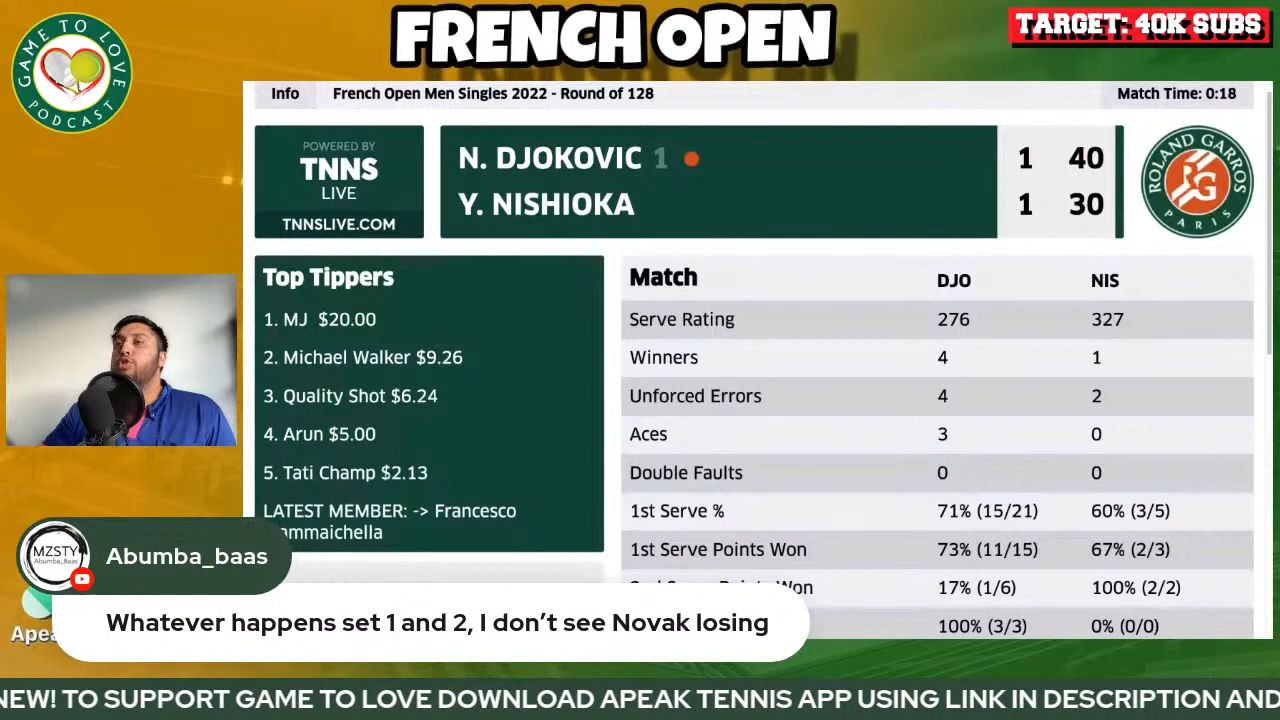 FRENCH OPEN
TARGET: 40K SUBS
GAME TO LOVE PODCAST
Info
French Open Men Singles 2022 - Round of 128
Match Time: 0:18
POWERED BY
TNNS
LIVE
TNNSLIVE.COM
N. DJOKOVIC 1 1 40
Y. NISHIOKA 1 30
ROLAND GARROS
RG
PARIS
Top Tippers
1. MJ $20.00
2. Michael Walker $9.26
3. Quality Shot $6.24
4. Arun $5.00
5. Tati Champ $2.13
LATEST MEMBER: -> Francesco
ammaichella
Match DJO NIS
Serve Rating 276 327
Winners 4 1
Unforced Errors 4 2
Aces 3 0
Double Faults 0 0
1st Serve % 71% (15/21) 60% (3/5)
1st Serve Points Won 73% (11/15) 67% (2/3)
17% (1/6) 100% (2/2)
100% (3/3) 0% (0/0)
MZSTY
Abumba_Baas
Abumba_baas
Whatever happens set 1 and 2, I don't see Novak losing
Apea
NEW! TO SUPPORT GAME TO LOVE DOWNLOAD APEAK TENNIS APP USING LINK IN DESCRIPTION AND